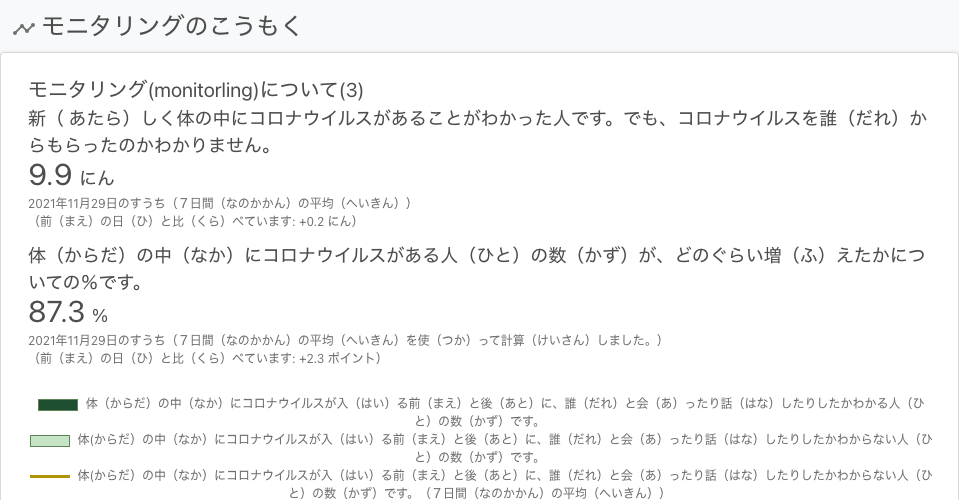 モニタリングのこうもく
モニタリング(monitorling)について(3)
新（ あたら）しく体の中にコロナウイルスがあることがわかった人です。でも、コロナウイルスを誰（だれ）か
らもらったのかわかりません。
9.9 にん
2021年11月29日のすうち（７日間（なのかかん）の平均（へいきん））
（前（まえ）の日（ひ）と比（くら）べています: +0.2 にん）
体（からだ）の中（なか）にコロナウイルスがある人（ひと）の数（かず）が、どのぐらい増（ふ）えたかにつ
いての%です。
87.3 %
2021年11月29日のすうち（７日間（なのかかん）の平均（へいきん）を使（つか）って計算（けいさん）しました。）
（前（まえ）の日（ひ）と比（くら）べています: +2.3 ポイント）
体（からだ）の中（なか）にコロナウイルスが入（はい）る前（まえ）と後（あと）に、誰（だれ）と会（あ）ったり話（はな）したりしたかわかる人（ひ
と）の数（かず）です。
体(からだ）の中（なか）にコロナウイルスが入（はい）る前（まえ）と後（あと）に、誰（だれ）と会（あ）ったり話（はな）したりしたかわからない人（ひ
と）の数（かず）です。
体(からだ）の中（なか）にコロナウイルスが入（はい）る前（まえ）と後（あと）に、誰（だれ）と会（あ）ったり話（はな）したりしたかわからない人（ひ
と）の数（かず）です。（７日間（なのかかん）の平均（へいきん））